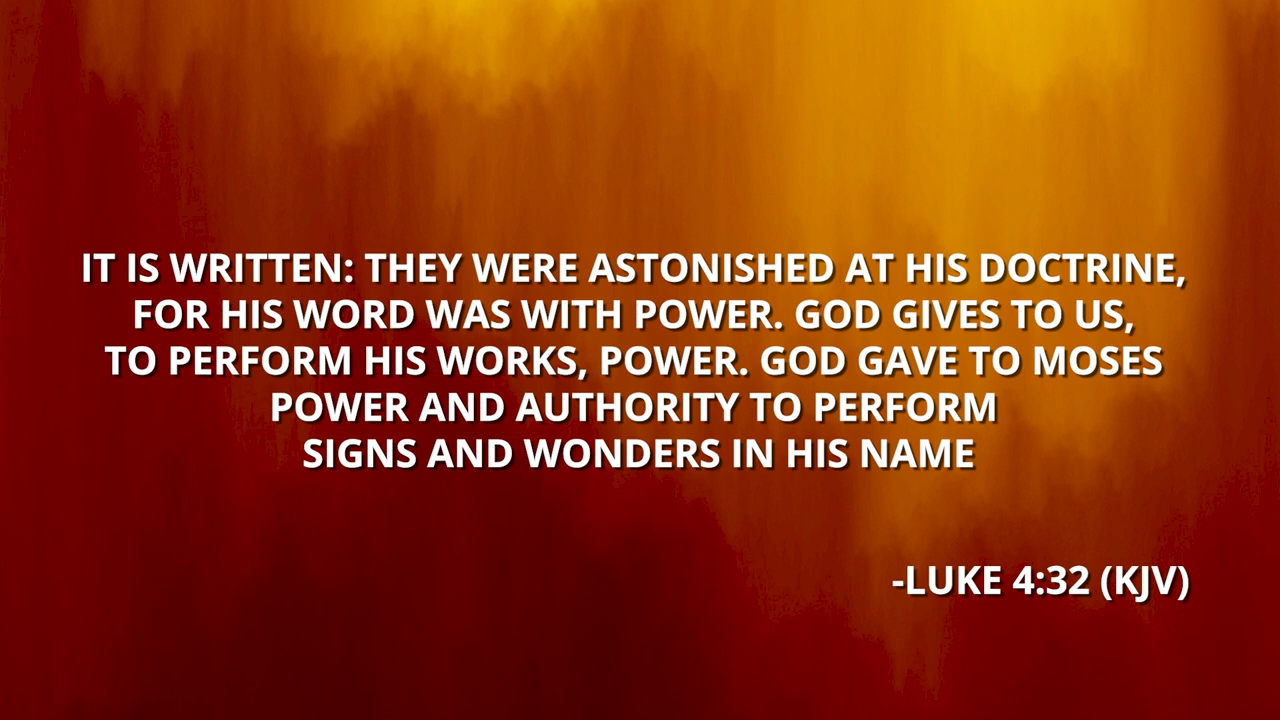 IT IS WRITTEN: THEY WERE ASTONISHED AT HIS DOCTRINE,
FOR HIS WORD WAS WITH POWER. GOD GIVES TO US,
TO PERFORM HIS WORKS, POWER. GOD GAVE TO MOSES
POWER AND AUTHORITY TO PERFORM
SIGNS AND WONDERS IN HIS NAME
-LUKE 4:32 (KJV)